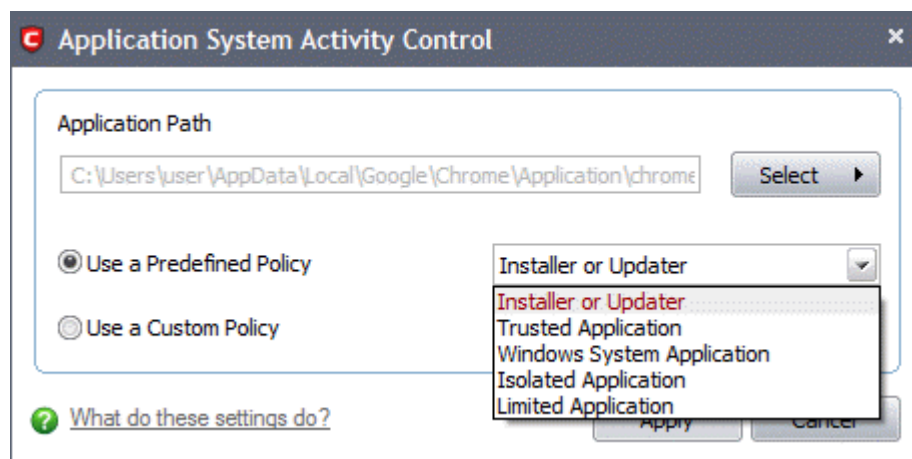 Application System Activity Control
Application Path
C:\Users\user\AppData\Local\Google\Chrome\Application\chrome
Select
Use a Predefined Policy
Installer or Updater
Installer or Updater
Trusted Application
Windows System Application
Isolated Application
Limited Application
Use a Custom Policy
What do these settings do?
Apply
Cancel